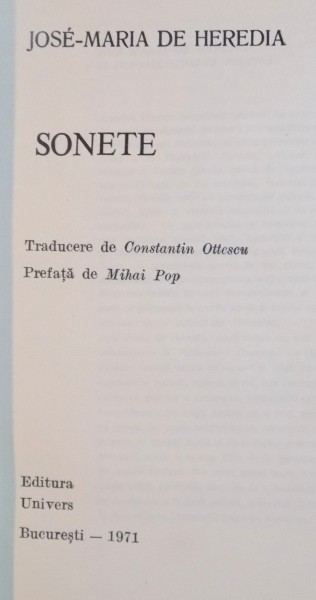 JOSÉ-MARIA DE HEREDIA
SONETE
Traducere de Constantin Ottescu
Prefață de Mihai Pop
Editura
Univers
București — 1971